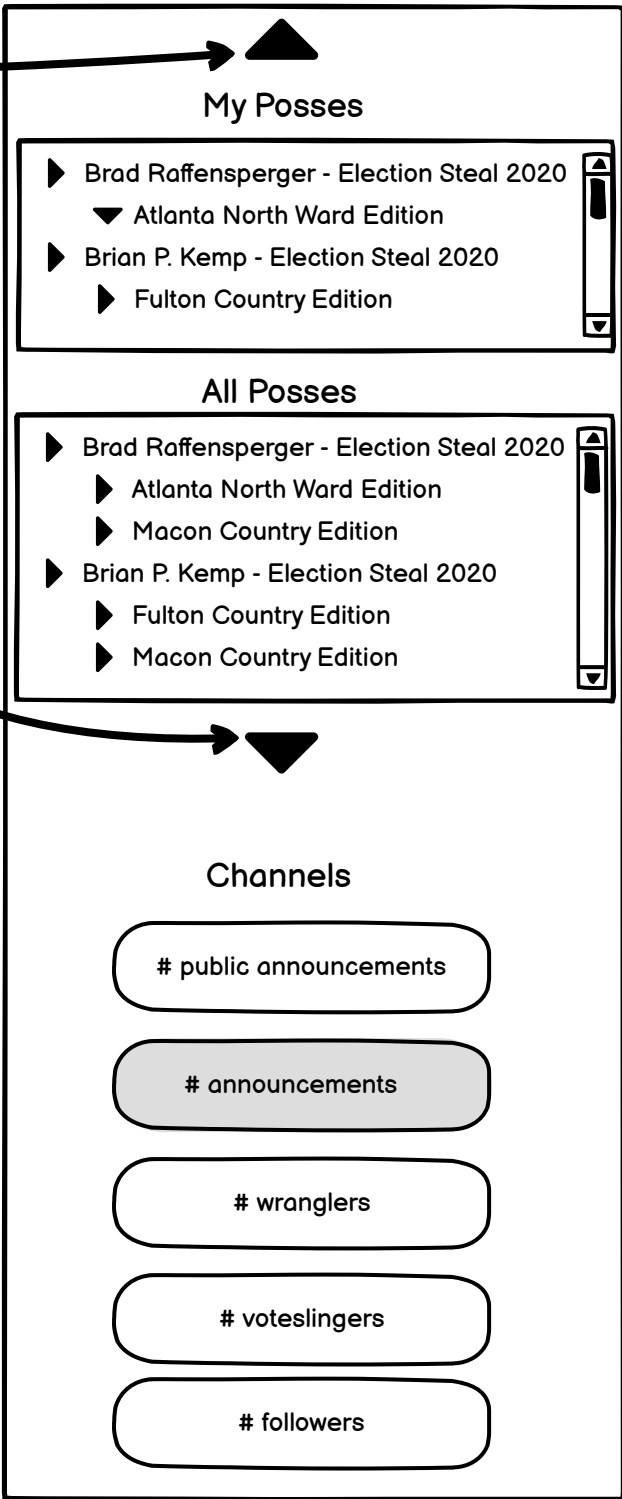 My Posses
Brad Raffensperger - Election Steal 2020
Atlanta North Ward Edition
Brian P. Kemp - Election Steal 2020
Fulton Country Edition
All Posses
Brad Raffensperger - Election Steal 2020
Atlanta North Ward Edition
Macon Country Edition
Brian P. Kemp - Election Steal 2020
Fulton Country Edition
Macon Country Edition
Channels
# public announcements
# announcements
# wranglers
# voteslingers
# followers